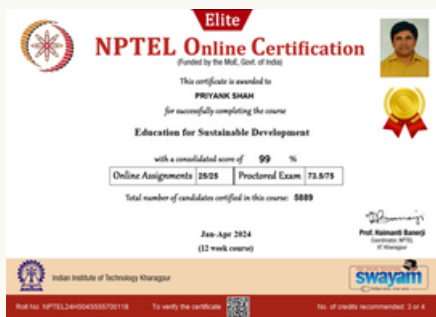 Elite
NPTEL Online Certification
(Funded by the MoE, Govt. of India)
This certificate is awarded to
PRIYANK SHAH
for successfully completing the course
Education for Sustainable Development
with a consolidated score of 99 %
Online Assignments 25/25 Proctored Exam 73.5/75
Total number of candidates certified in this course: 5889
Jan-Apr 2024
(12 week course)
Prof. Haimanti Banerji
Coordinator, NPTEL
IIT Kharagpur
Indian Institute of Technology Kharagpur
swayam
Roll No: NPTEL24HS04S555700118 To verify the certificate No. of credits recommended: 3 or 4